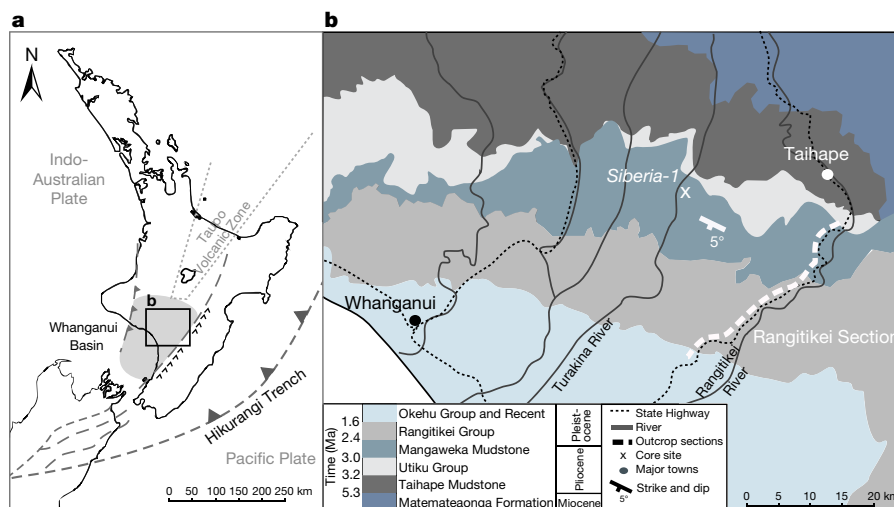 a
N
Indo-
Australian
Plate
Taupo
Volcanic Zone
b
Whanganui
Basin
Hikurangi Trench
Pacific Plate
0 50 100 150 200 250 km
b
Taihape
Siberia-1
x
5°
Whanganui
Turakina River
Rangitikei
River
Rangitikei Section
Time (Ma)
1.6
2.4
3.0
3.2
5.3
Okehu Group and Recent
Rangitikei Group
Mangaweka Mudstone
Utiku Group
Taihape Mudstone
Matemateaonga Formation
Pleist-
ocene
Pliocene
Miocene
State Highway
River
Outcrop sections
x Core site
Major towns
Strike and dip
5°
0 10 20 km